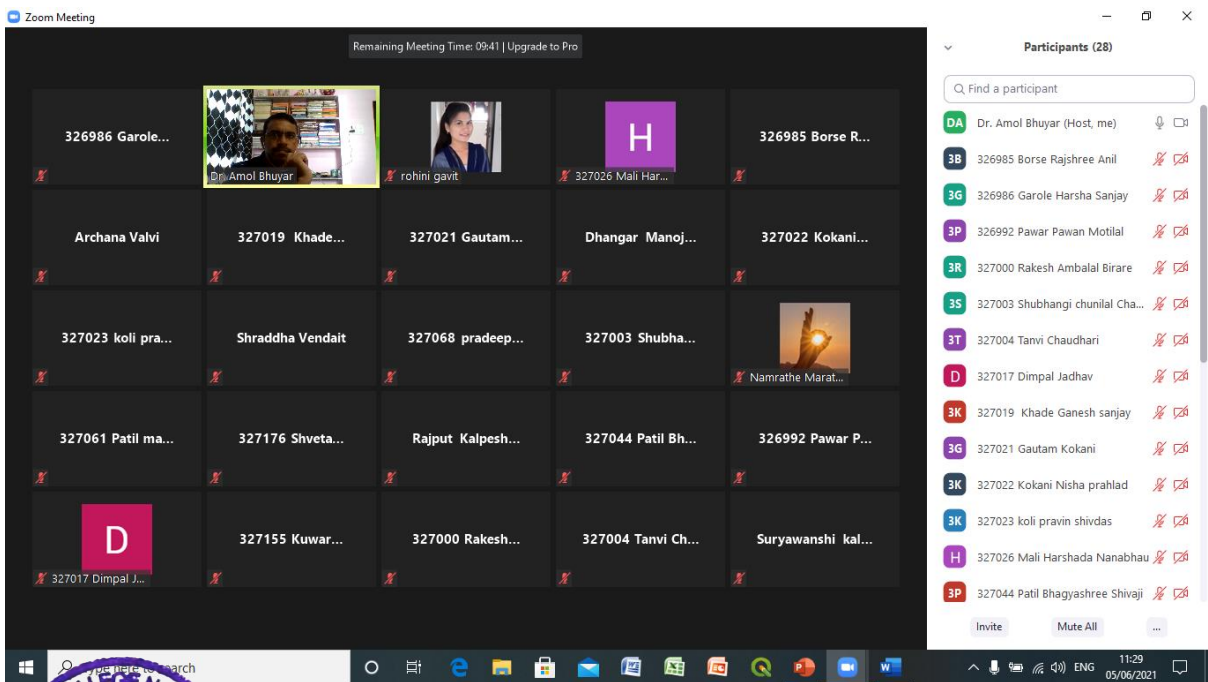 Zoom Meeting
Remaining Meeting Time: 09:41 | Upgrade to Pro
326986 Garole...
Dr. Amol Bhuyar
rohini gavit
H
327026 Mali Har...
326985 Borse R...
Archana Valvi
327019 Khade...
327021 Gautam...
Dhangar Manoj...
327022 Kokani...
327023 koli pra...
Shraddha Vendait
327068 pradeep...
327003 Shubha...
Namrathe Marat...
327061 Patil ma...
327176 Shveta...
Rajput Kalpesh...
327044 Patil Bh...
326992 Pawar P...
D
327017 Dimpal J...
327155 Kuwar...
327000 Rakesh...
327004 Tanvi Ch...
Suryawanshi kal...
Participants (28)
Find a participant
DA Dr. Amol Bhuyar (Host, me)
3B 326985 Borse Rajshree Anil
3G 326986 Garole Harsha Sanjay
3P 326992 Pawar Pawan Motilal
3R 327000 Rakesh Ambalal Birare
3S 327003 Shubhangi chunilal Cha...
3T 327004 Tanvi Chaudhari
D 327017 Dimpal Jadhav
3K 327019 Khade Ganesh sanjay
3G 327021 Gautam Kokani
3K 327022 Kokani Nisha prahlad
3K 327023 koli pravin shivdas
H 327026 Mali Harshada Nanabhau
3P 327044 Patil Bhagyashree Shivaji
Invite Mute All ...
Type here to search
ENG
11:29
05/06/2021